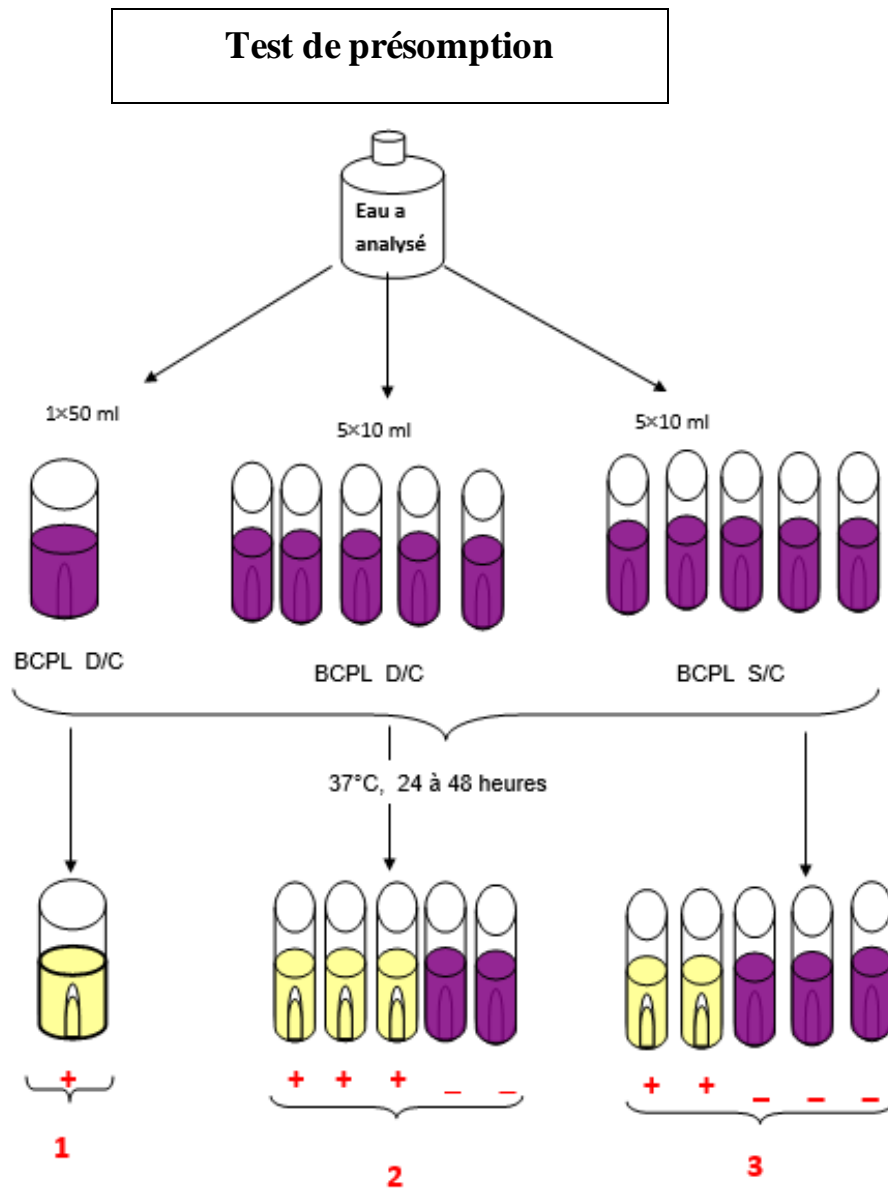 Test de présomption
Eau a
analysé
1×50 ml
5×10 ml
5×10 ml
BCPL D/C
BCPL D/C
BCPL S/C
37°C, 24 à 48 heures
+
+ + + – –
+ + – – –
1
2
3